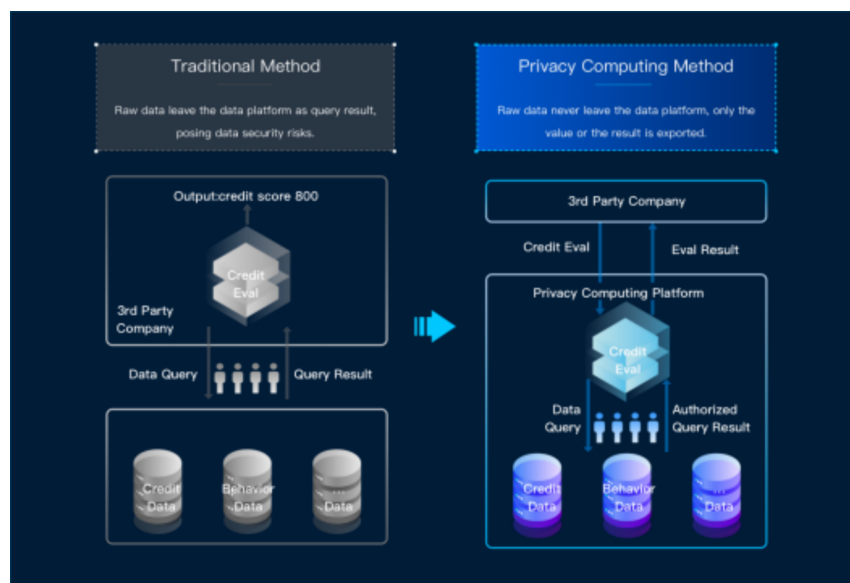 Traditional Method
Raw data leave the data platform as query result,
posing data security risks.
Output:credit score 800
Credit
Eval
3rd Party
Company
Data Query
Query Result
Credit
Data
Behavior
Data
...
Data
Privacy Computing Method
Raw data never leave the data platform, only the
value or the result is exported.
3rd Party Company
Credit Eval
Eval Result
Privacy Computing Platform
Credit
Eval
Data
Query
Authorized
Query Result
Credit
Data
Behavior
Data
...
Data